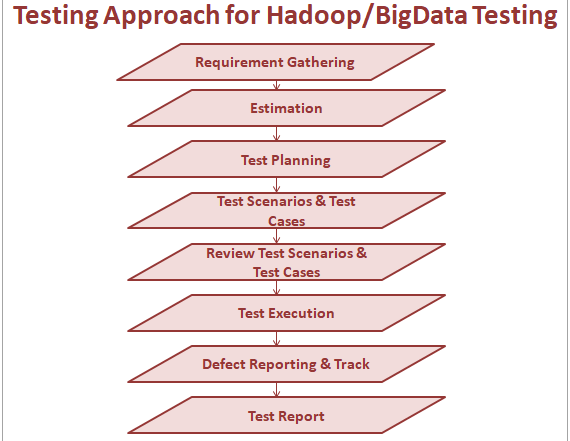 Testing Approach for Hadoop/BigData Testing
Requirement Gathering
Estimation
Test Planning
Test Scenarios & Test
Cases
Review Test Scenarios &
Test Cases
Test Execution
Defect Reporting & Track
Test Report